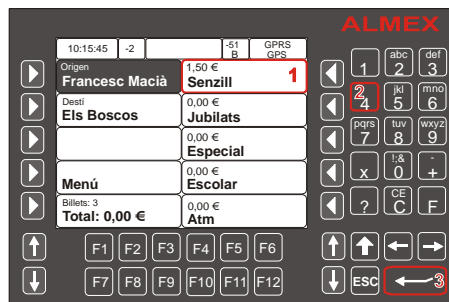 ALMEX
10:15:45 -2 -51 B GPRS GPS
Origen
Francesc Macià
1,50 €
Senzill
1
Destí
Els Boscos
0,00 €
Jubilats
0,00 €
Especial
Menú
0,00 €
Escolar
Billets: 3
Total: 0,00 €
0,00 €
Atm
1 abc 2 def 3
2 4 jkl 5 mno 6
pqrs 7 tuv 8 wxyz 9
x !;& 0 - +
? CE C F
F1 F2 F3 F4 F5 F6
F7 F8 F9 F10 F11 F12
ESC 3